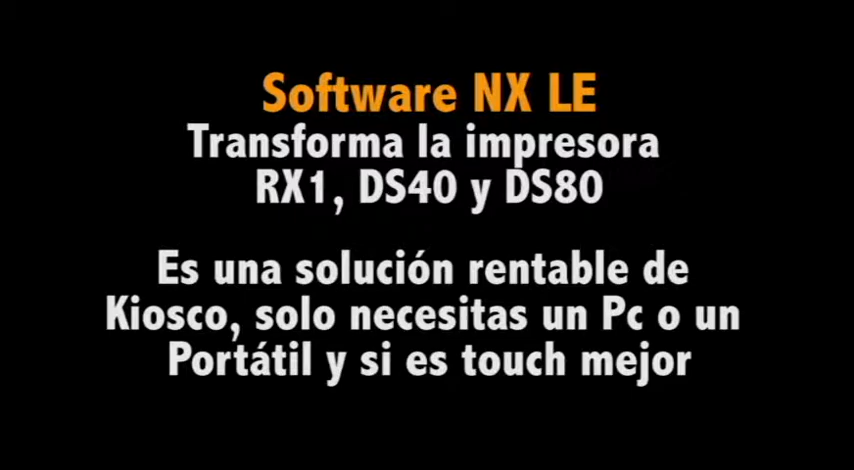 Software NX LE
Transforma la impresora
RX1, DS40 y DS80
Es una solución rentable de
Kiosco, solo necesitas un Pc o un
Portátil y si es touch mejor